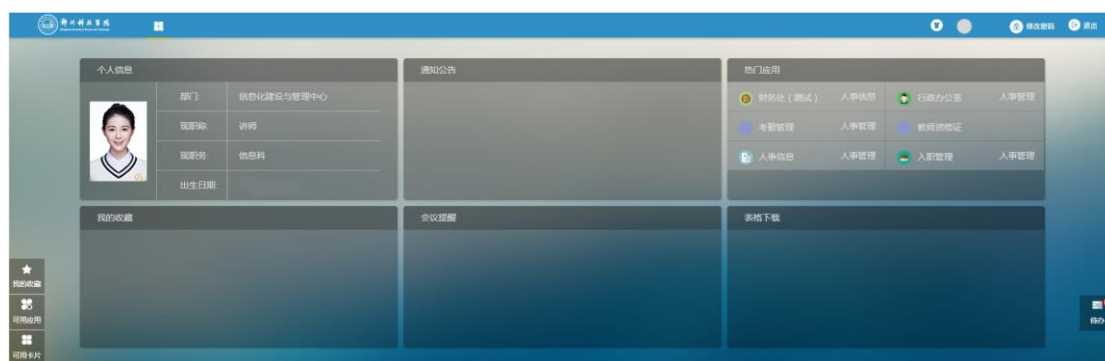 郑州科技学院
修改密码 退出
个人信息
部门: 信息化建设与管理中心
现职称: 讲师
现职务: 信息科
出生日期:
通知公告
热门应用
财务处（测试） 人事信息 行政办公室 人事管理
考勤管理 人事管理 教师资格证
人事信息 人事管理 入职管理 人事管理
我的收藏
会议提醒
表格下载
我的收藏
可用应用
可用卡片
待办